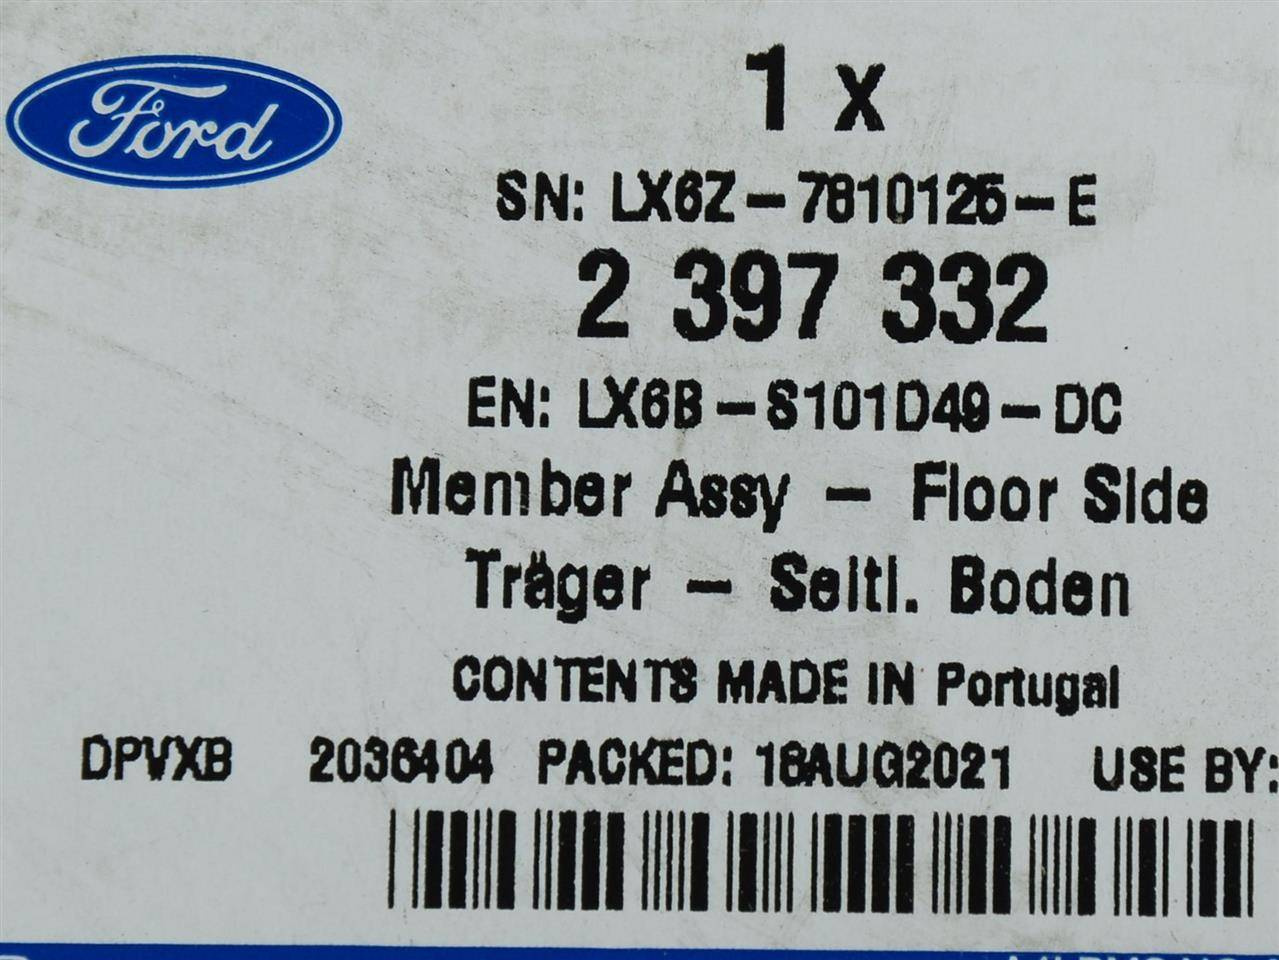 Ford
1 x
SN: LX6Z-7810125-E
2 397 332
EN: LX6B-S101D49-DC
Member Assy - Floor Side
Träger - Seitl. Boden
CONTENTS MADE IN Portugal
DPVXB 2036404 PACKED: 18AUG2021 USE BY: